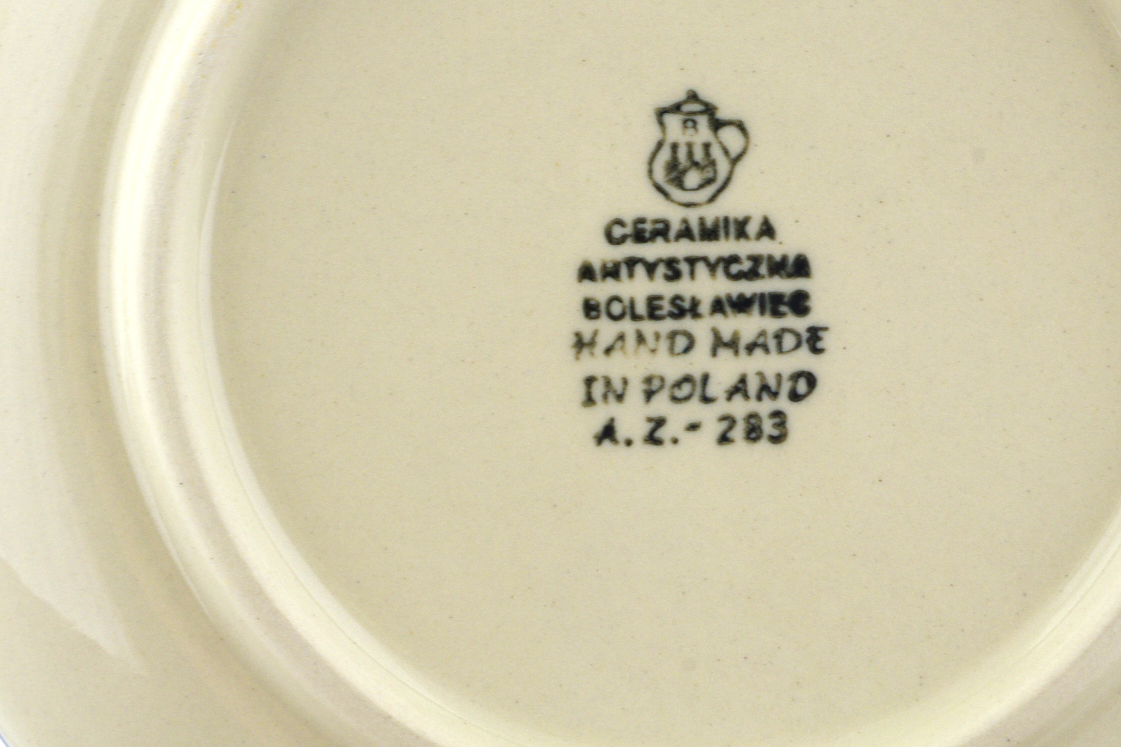 B
CERAMIKA
ARTYSTYCZNA
BOLESŁAWIEC
HAND MADE
IN POLAND
A.Z.- 283